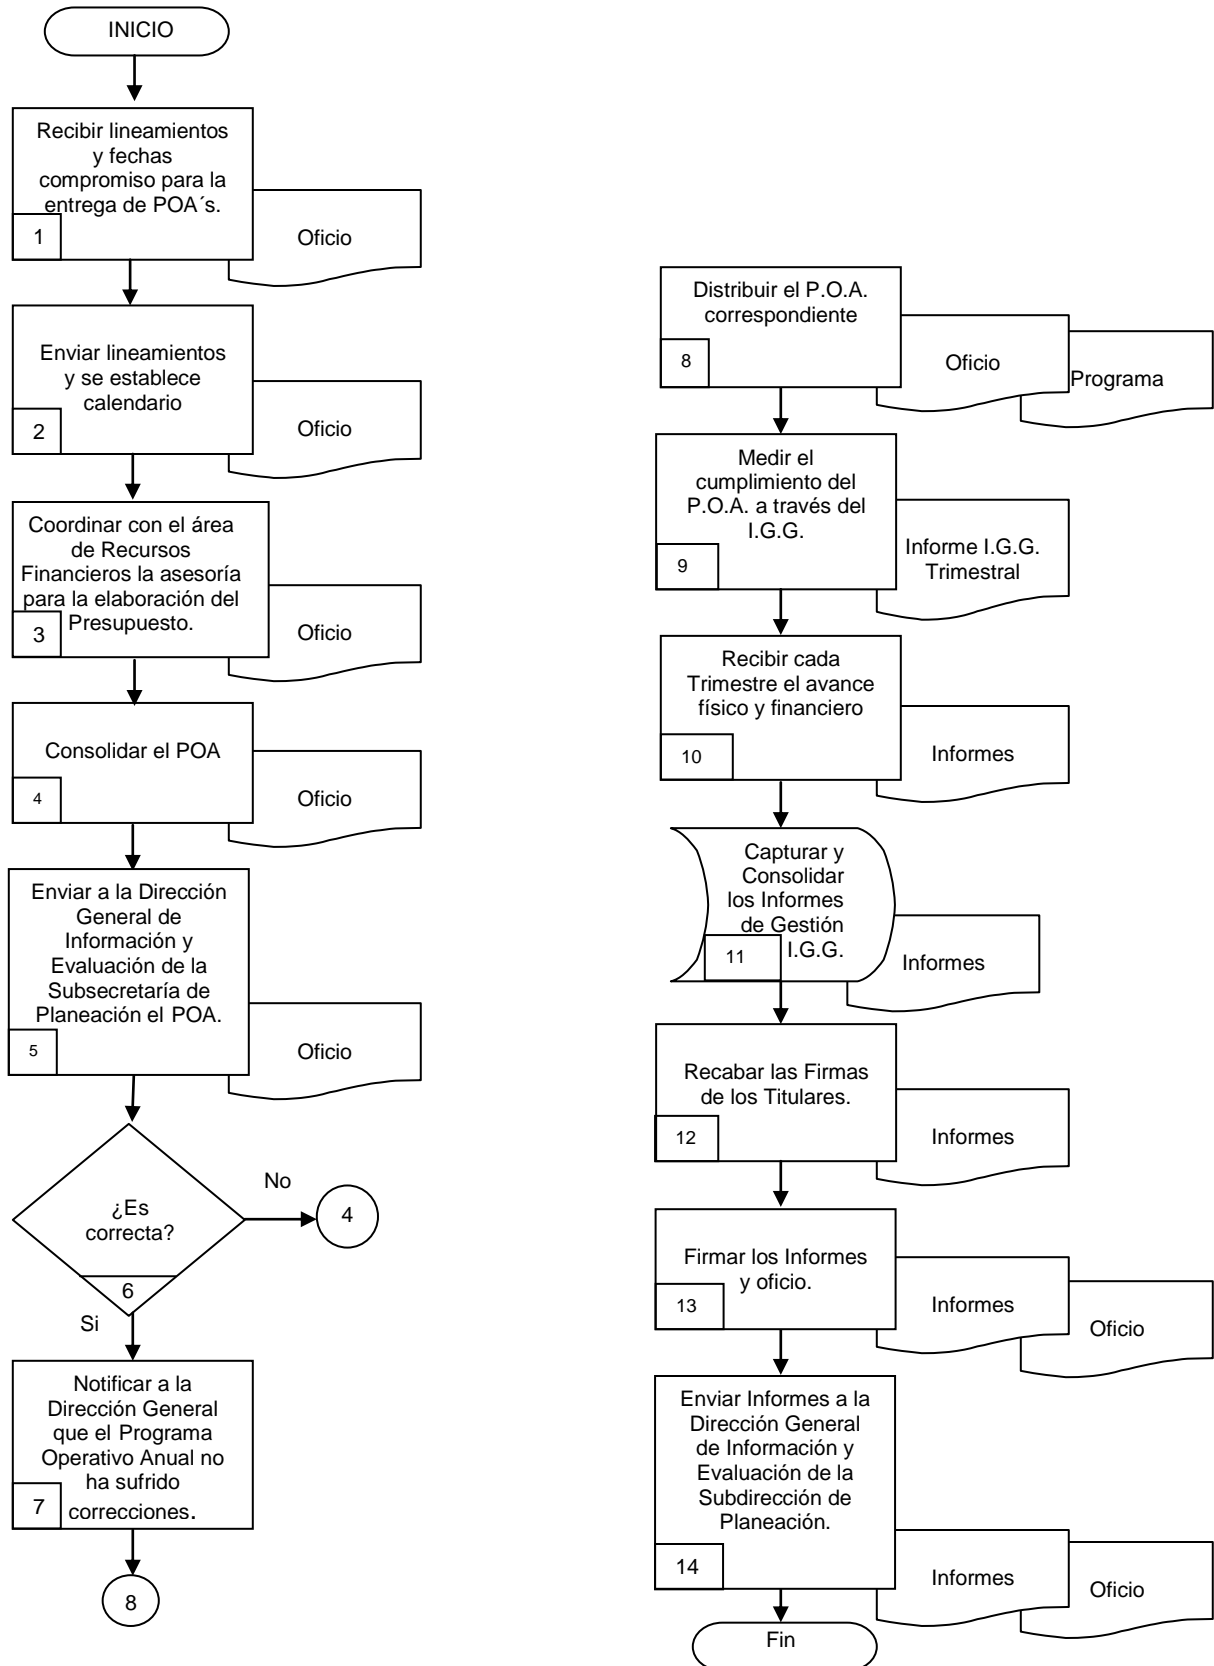 INICIO
Recibir lineamientos
y fechas
compromiso para la
entrega de POA´s.
1
Oficio
Enviar lineamientos
y se establece
calendario
2
Oficio
Coordinar con el área
de Recursos
Financieros la asesoría
para la elaboración del
Presupuesto.
3
Oficio
Consolidar el POA
4
Oficio
Enviar a la Dirección
General de
Información y
Evaluación de la
Subsecretaría de
Planeación el POA.
5
Oficio
¿Es
correcta?
6
No
4
Si
Notificar a la
Dirección General
que el Programa
Operativo Anual no
ha sufrido
correcciones.
7
8
Distribuir el P.O.A.
correspondiente
8
Oficio
Programa
Medir el
cumplimiento del
P.O.A. a través del
I.G.G.
9
Informe I.G.G.
Trimestral
Recibir cada
Trimestre el avance
físico y financiero
10
Informes
Capturar y
Consolidar
los Informes
de Gestión
I.G.G.
11
Informes
Recabar las Firmas
de los Titulares.
12
Informes
Firmar los Informes
y oficio.
13
Informes
Oficio
Enviar Informes a la
Dirección General
de Información y
Evaluación de la
Subdirección de
Planeación.
14
Informes
Oficio
Fin